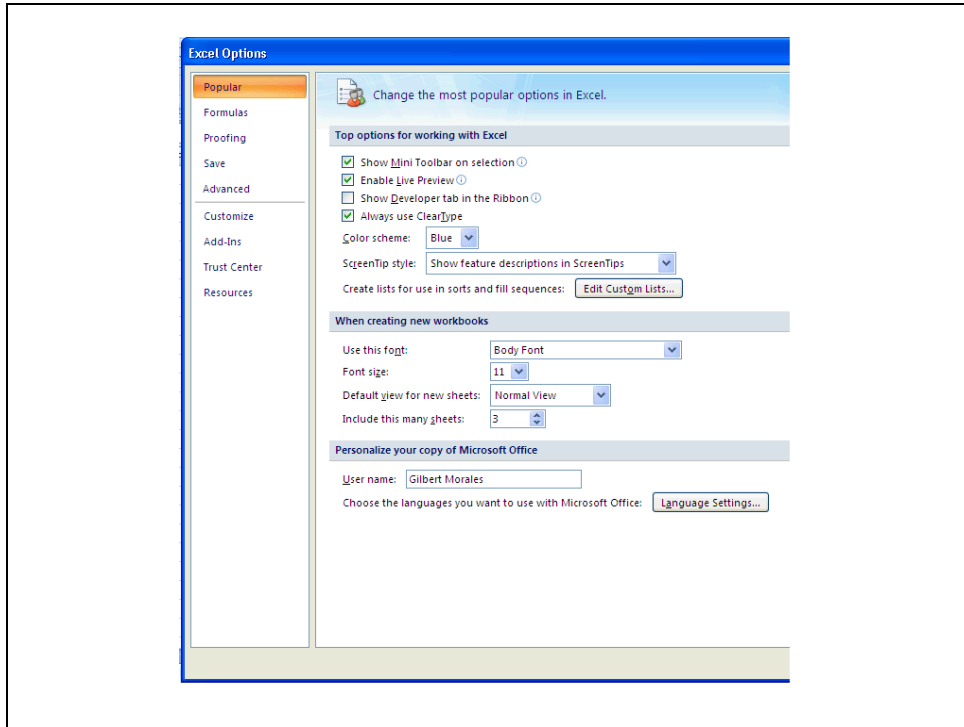 Excel Options
Popular
Formulas
Proofing
Save
Advanced
Customize
Add-Ins
Trust Center
Resources
Change the most popular options in Excel.
Top options for working with Excel
Show Mini Toolbar on selection
Enable Live Preview
Show Developer tab in the Ribbon
Always use ClearType
Color scheme: Blue
ScreenTip style: Show feature descriptions in ScreenTips
Create lists for use in sorts and fill sequences: Edit Custom Lists...
When creating new workbooks
Use this font: Body Font
Font size: 11
Default view for new sheets: Normal View
Include this many sheets: 3
Personalize your copy of Microsoft Office
User name: Gilbert Morales
Choose the languages you want to use with Microsoft Office: Language Settings...